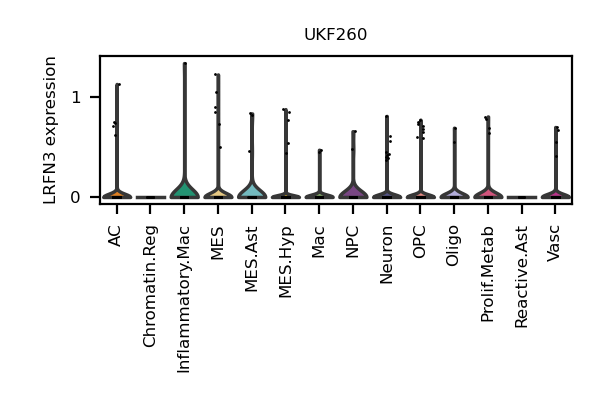 UKF260
LRFN3 expression
1
0
AC
Chromatin.Reg
Inflammatory.Mac
MES
MES.Ast
MES.Hyp
Mac
NPC
Neuron
OPC
Oligo
Prolif.Metab
Reactive.Ast
Vasc